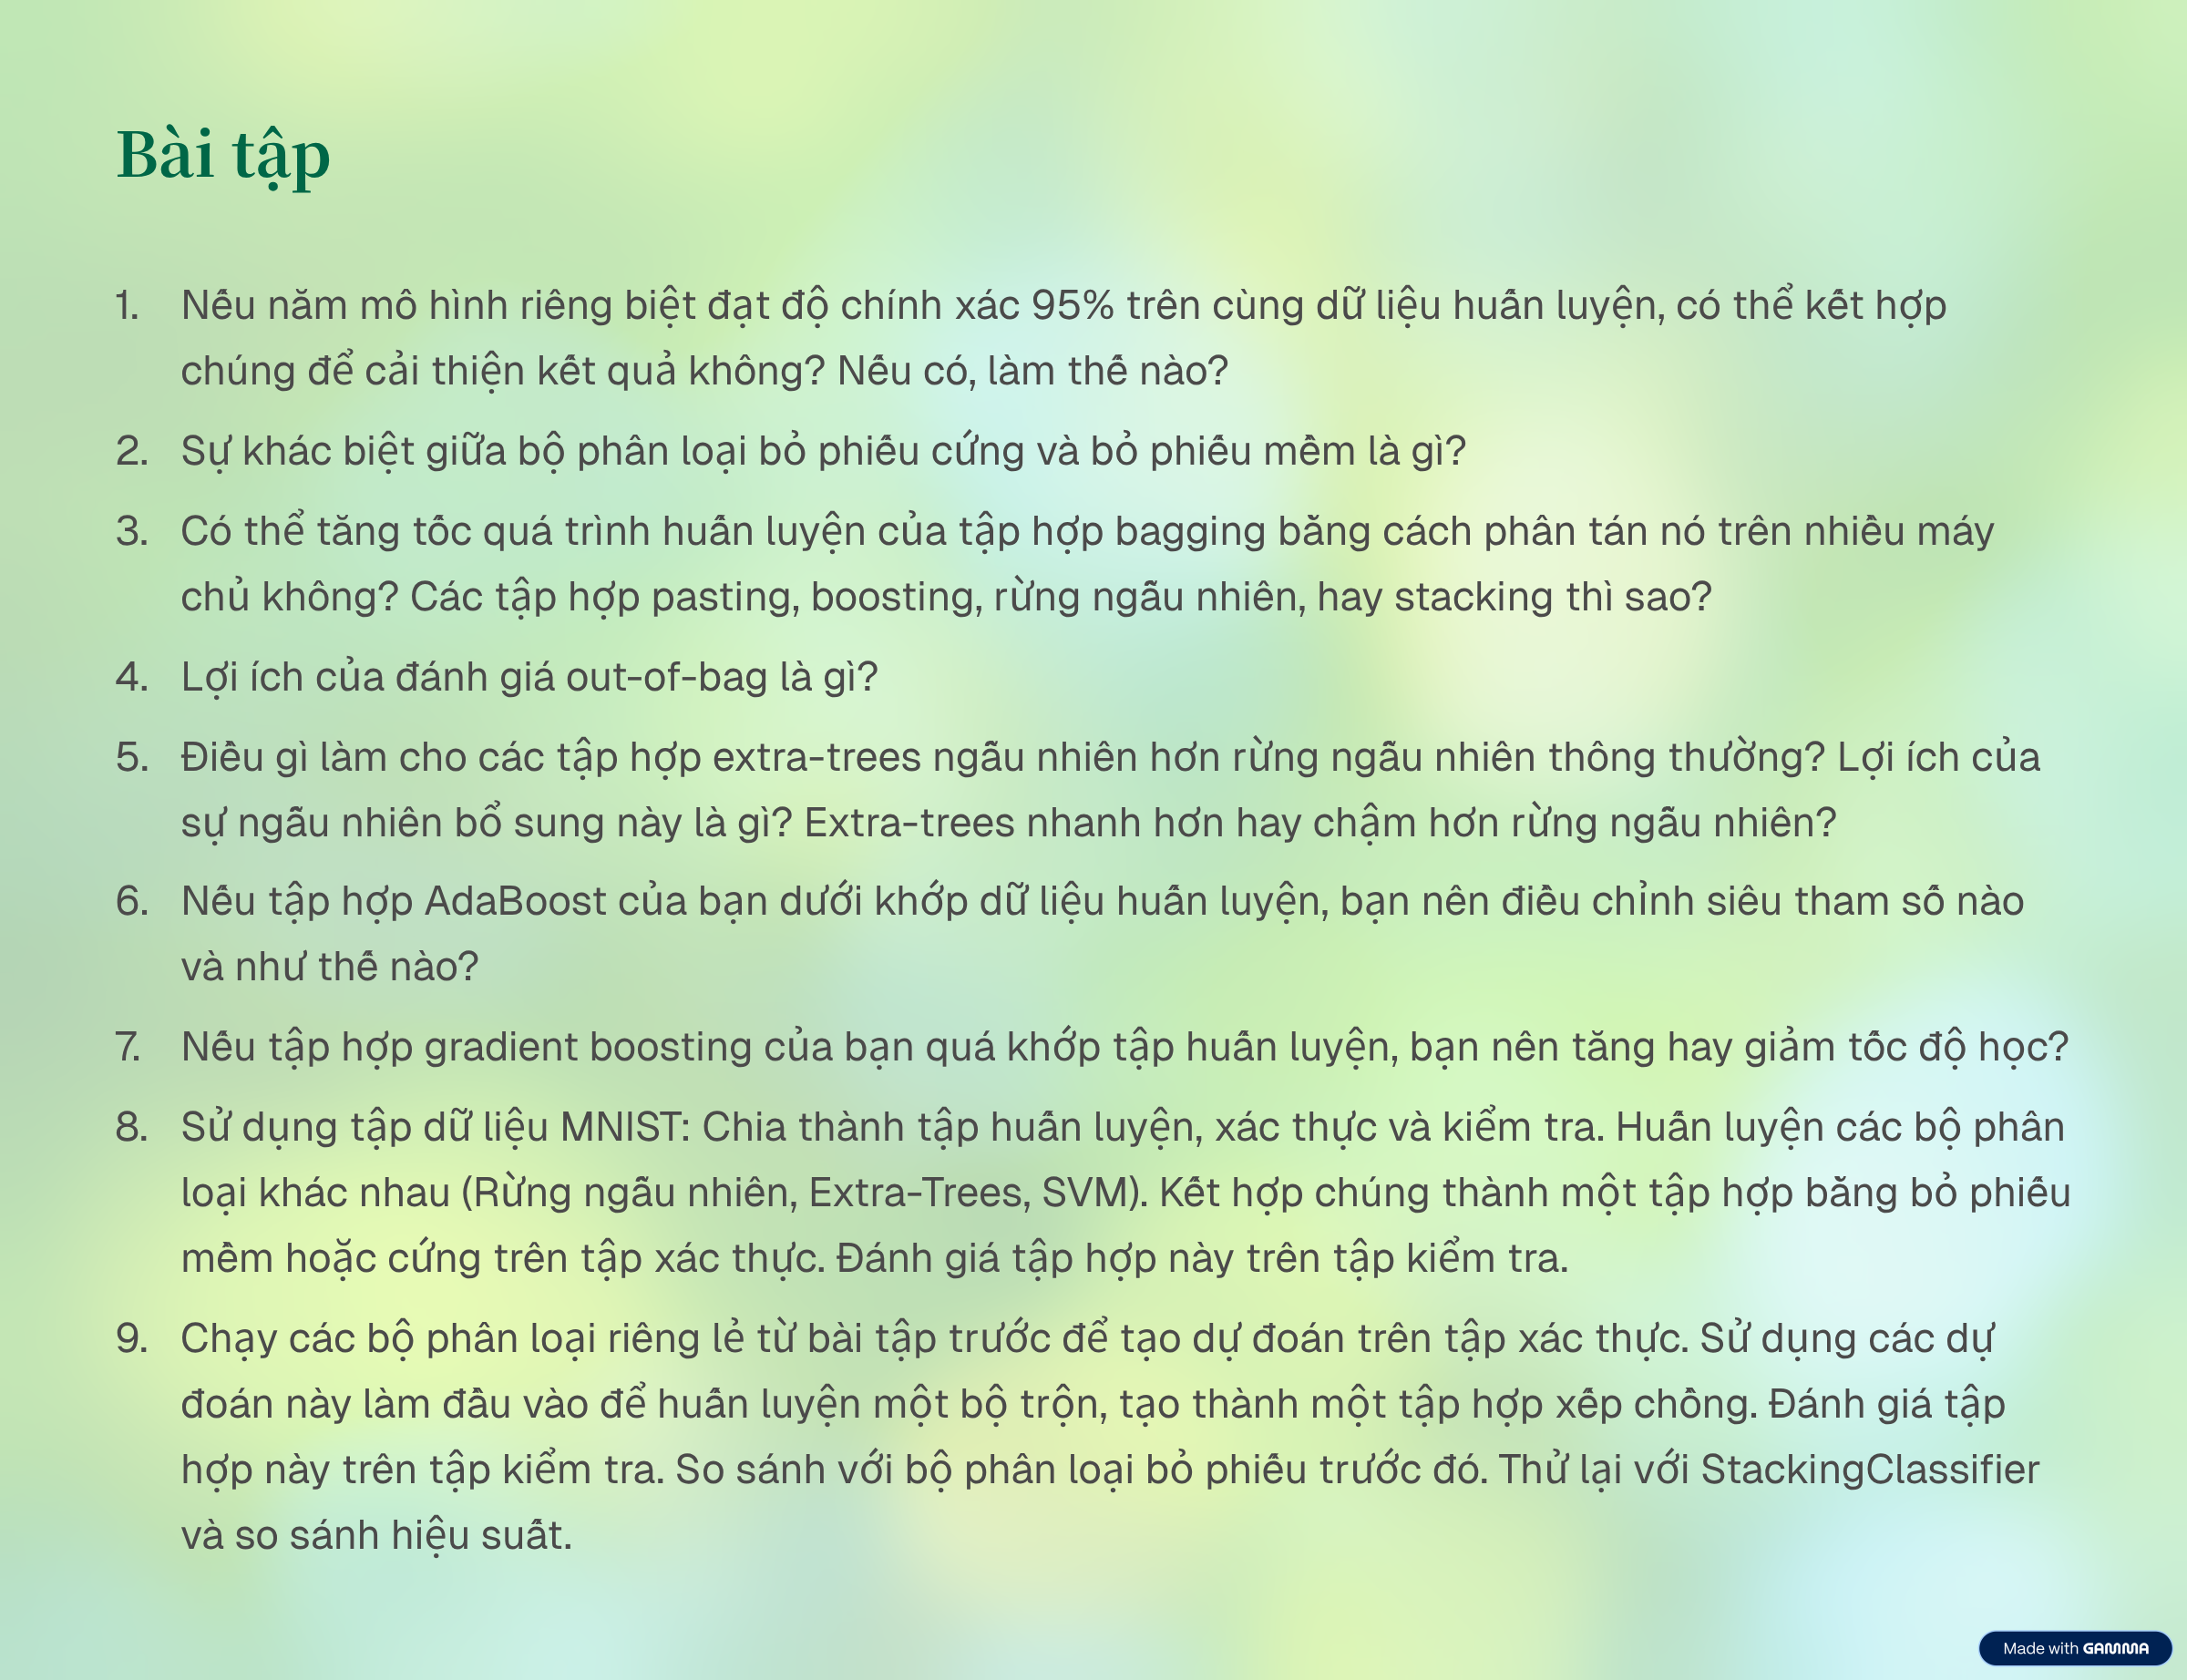 Bài tập
1. Nếu năm mô hình riêng biệt đạt độ chính xác 95% trên cùng dữ liệu huấn luyện, có thể kết hợp
chúng để cải thiện kết quả không? Nếu có, làm thế nào?
2. Sự khác biệt giữa bộ phân loại bỏ phiếu cứng và bỏ phiếu mềm là gì?
3. Có thể tăng tốc quá trình huấn luyện của tập hợp bagging bằng cách phân tán nó trên nhiều máy
chủ không? Các tập hợp pasting, boosting, rừng ngẫu nhiên, hay stacking thì sao?
4. Lợi ích của đánh giá out-of-bag là gì?
5. Điều gì làm cho các tập hợp extra-trees ngẫu nhiên hơn rừng ngẫu nhiên thông thường? Lợi ích của
sự ngẫu nhiên bổ sung này là gì? Extra-trees nhanh hơn hay chậm hơn rừng ngẫu nhiên?
6. Nếu tập hợp AdaBoost của bạn dưới khớp dữ liệu huấn luyện, bạn nên điều chỉnh siêu tham số nào
và như thế nào?
7. Nếu tập hợp gradient boosting của bạn quá khớp tập huấn luyện, bạn nên tăng hay giảm tốc độ học?
8. Sử dụng tập dữ liệu MNIST: Chia thành tập huấn luyện, xác thực và kiểm tra. Huấn luyện các bộ phân
loại khác nhau (Rừng ngẫu nhiên, Extra-Trees, SVM). Kết hợp chúng thành một tập hợp bằng bỏ phiếu
mềm hoặc cứng trên tập xác thực. Đánh giá tập hợp này trên tập kiểm tra.
9. Chạy các bộ phân loại riêng lẻ từ bài tập trước để tạo dự đoán trên tập xác thực. Sử dụng các dự
đoán này làm đầu vào để huấn luyện một bộ trộn, tạo thành một tập hợp xếp chồng. Đánh giá tập
hợp này trên tập kiểm tra. So sánh với bộ phân loại bỏ phiếu trước đó. Thử lại với StackingClassifier
và so sánh hiệu suất.
Made with GAMMA